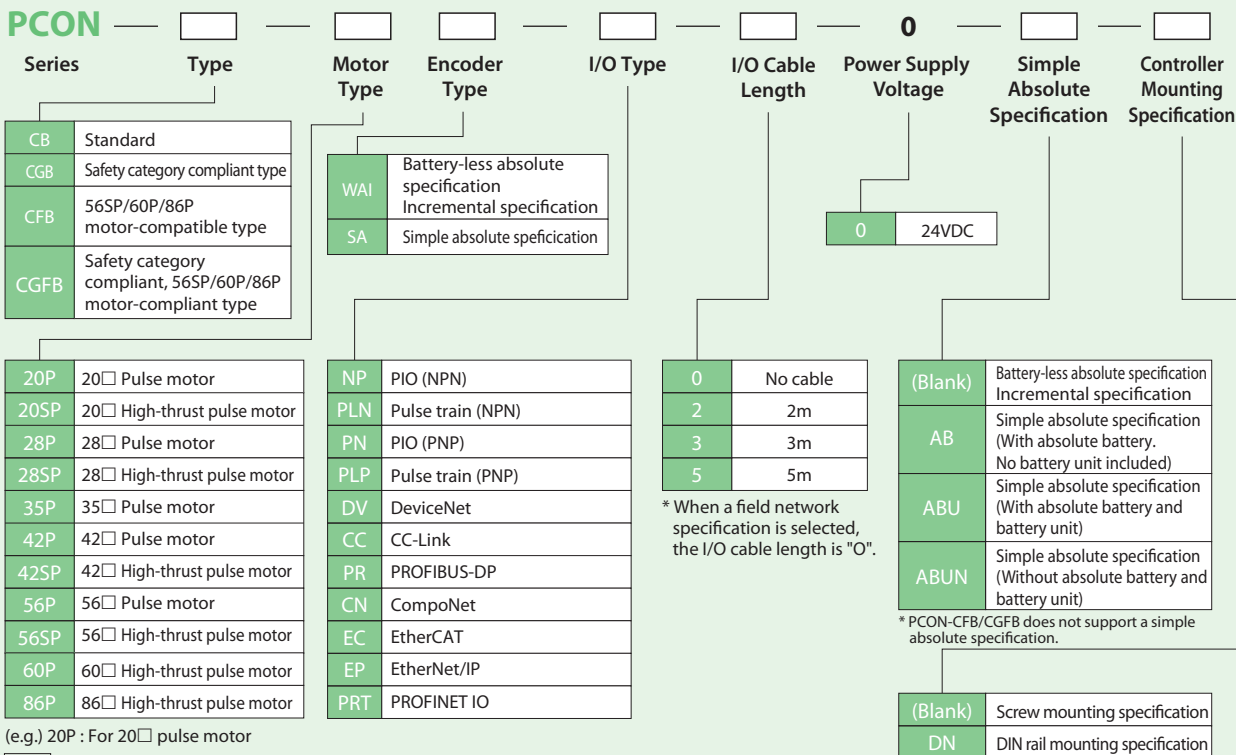 PCON — — — — 0 — —
Series
Type
Motor
Type
Encoder
Type
I/O Type
I/O Cable
Length
Power Supply
Voltage
Simple
Absolute
Specification
Controller
Mounting
Specification
CB Standard
CGB Safety category compliant type
CFB 56SP/60P/86P
motor-compatible type
CGFB Safety category
compliant, 56SP/60P/86P
motor-compliant type
WAI Battery-less absolute
specification
Incremental specification
SA Simple absolute speficication
0 24VDC
20P 20□ Pulse motor
20SP 20□ High-thrust pulse motor
28P 28□ Pulse motor
28SP 28□ High-thrust pulse motor
35P 35□ Pulse motor
42P 42□ Pulse motor
42SP 42□ High-thrust pulse motor
56P 56□ Pulse motor
56SP 56□ High-thrust pulse motor
60P 60□ High-thrust pulse motor
86P 86□ High-thrust pulse motor
(e.g.) 20P : For 20□ pulse motor
NP PIO (NPN)
PLN Pulse train (NPN)
PN PIO (PNP)
PLP Pulse train (PNP)
DV DeviceNet
CC CC-Link
PR PROFIBUS-DP
CN CompoNet
EC EtherCAT
EP EtherNet/IP
PRT PROFINET IO
0 No cable
2 2m
3 3m
5 5m
* When a field network
specification is selected,
the I/O cable length is "O".
(Blank) Battery-less absolute specification
Incremental specification
AB Simple absolute specification
(With absolute battery.
No battery unit included)
ABU Simple absolute specification
(With absolute battery and
battery unit)
ABUN Simple absolute specification
(Without absolute battery and
battery unit)
* PCON-CFB/CGFB does not support a simple
absolute specification.
(Blank) Screw mounting specification
DN DIN rail mounting specification